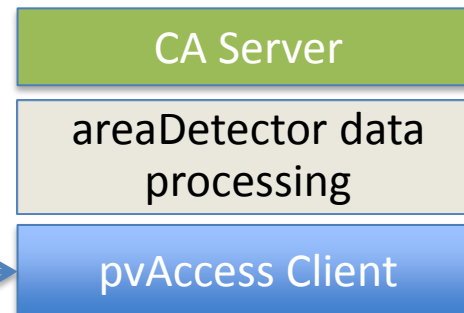 CA Server
areaDetector data
processing
pvAccess Client